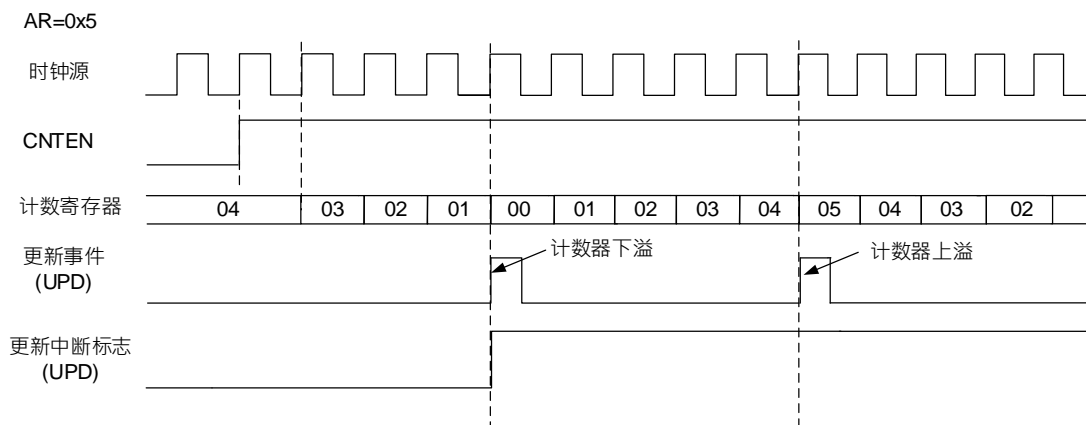 AR=0x5
时钟源
CNTEN
计数寄存器
04 03 02 01 00 01 02 03 04 05 04 03 02
更新事件
(UPD)
计数器下溢
计数器上溢
更新中断标志
(UPD)